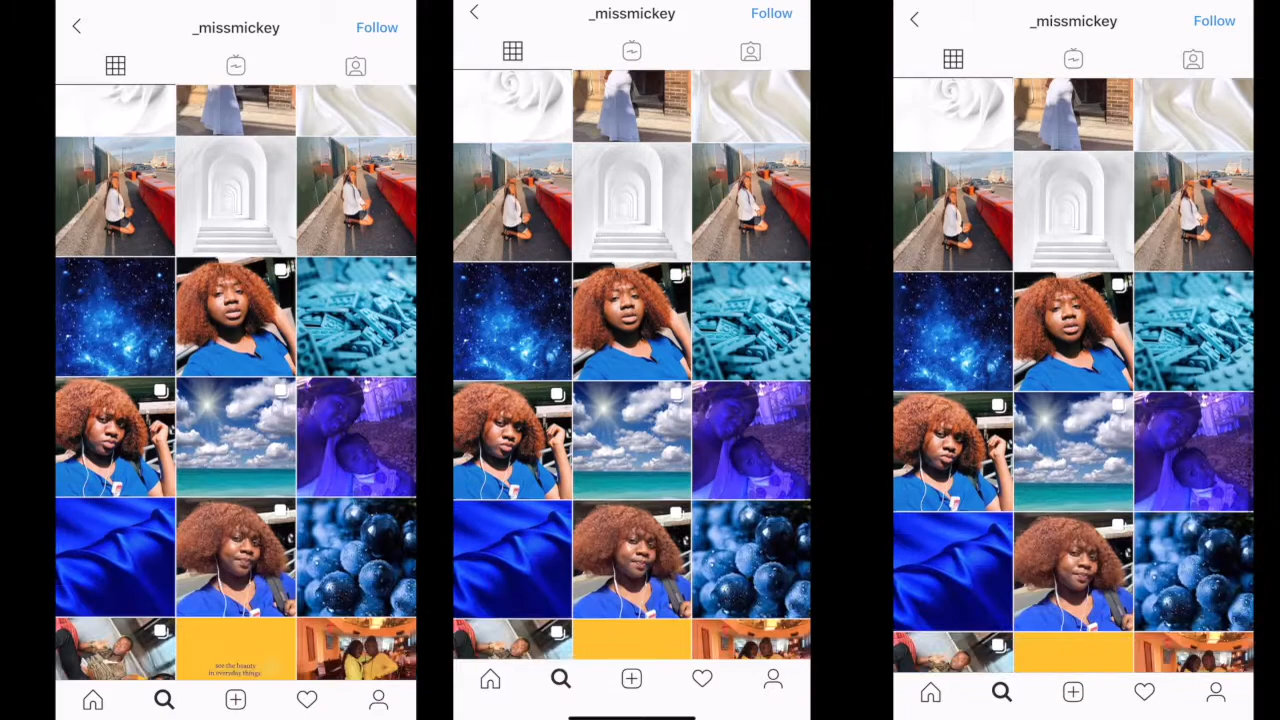 _missmickey
Follow
see the beauty
in everyday things.
_missmickey
Follow
_missmickey
Follow